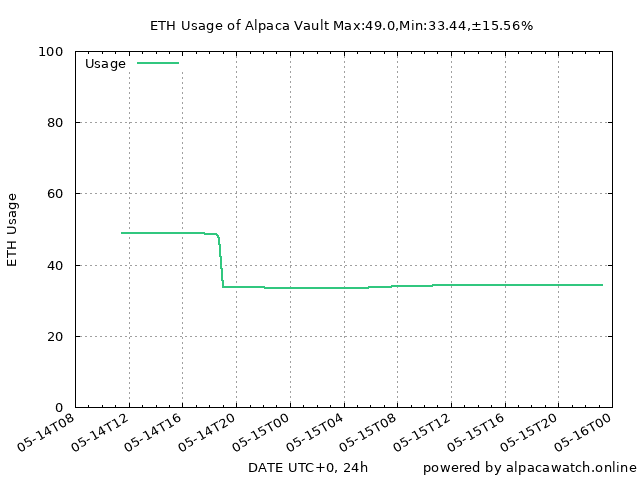 ETH Usage of Alpaca Vault Max:49.0,Min:33.44,±15.56%
100
Usage
80
60
ETH Usage
40
20
0
05-14T08 05-14T12 05-14T16 05-14T20 05-15T00 05-15T04 05-15T08 05-15T12 05-15T16 05-15T20 05-16T00
DATE UTC+0, 24h powered by alpacawatch.online